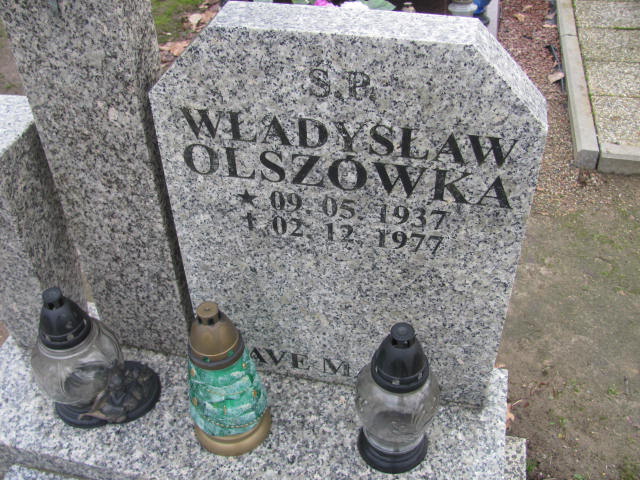 Ś.P.
WŁADYSŁAW
OLSZÓWKA
★ 09. 05. 1937
† 02. 12. 1977
AVE M